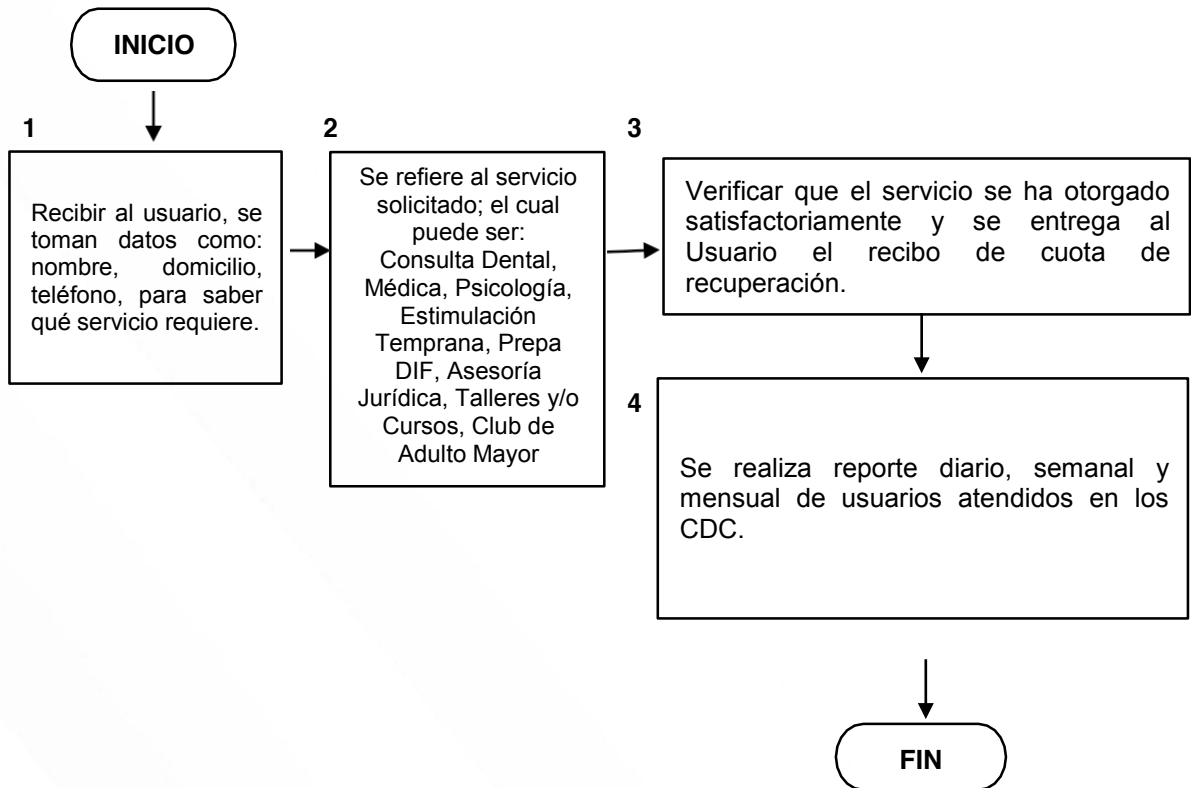 INICIO
1
Recibir al usuario, se
toman datos como:
nombre, domicilio,
teléfono, para saber
qué servicio requiere.
2
Se refiere al servicio
solicitado; el cual
puede ser:
Consulta Dental,
Médica, Psicología,
Estimulación
Temprana, Prepa
DIF, Asesoría
Jurídica, Talleres y/o
Cursos, Club de
Adulto Mayor
3
Verificar que el servicio se ha otorgado
satisfactoriamente y se entrega al
Usuario el recibo de cuota de
recuperación.
4
Se realiza reporte diario, semanal y
mensual de usuarios atendidos en los
CDC.
FIN